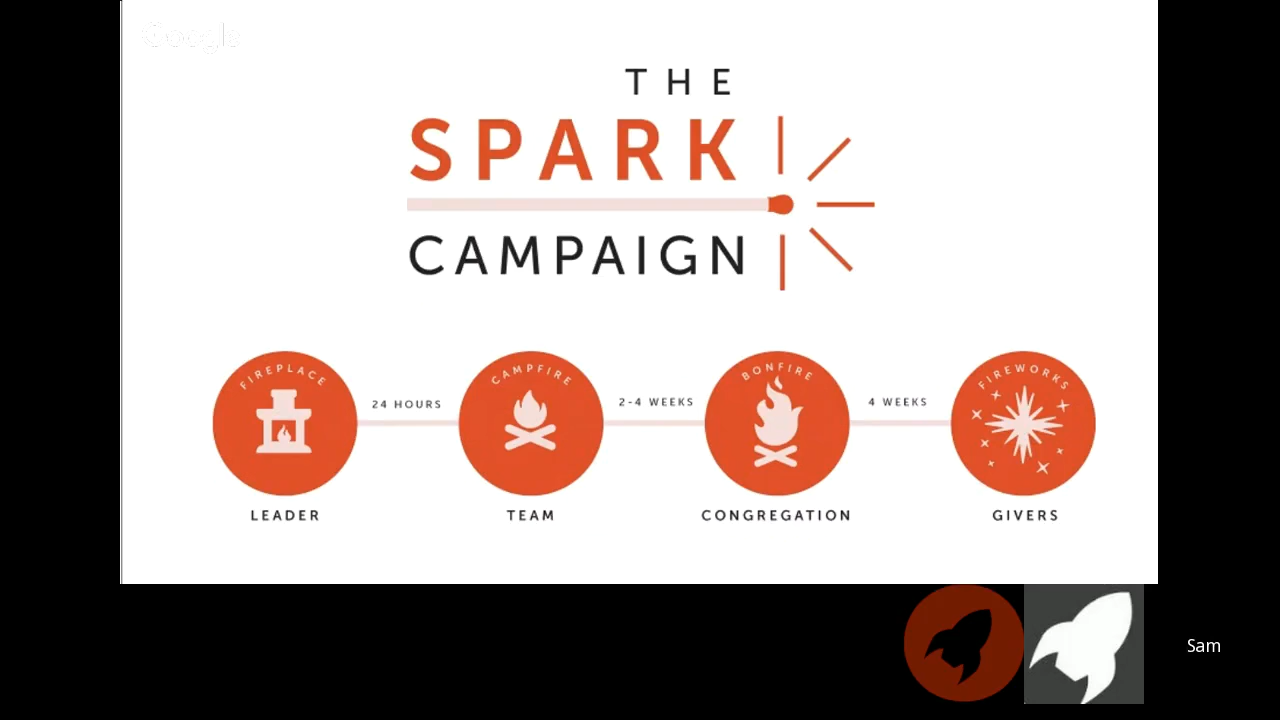 Google
THE
SPARK
CAMPAIGN
FIREPLACE
CAMPFIRE
BONFIRE
FIREWORKS
24 HOURS
2-4 WEEKS
4 WEEKS
LEADER
TEAM
CONGREGATION
GIVERS
Sam